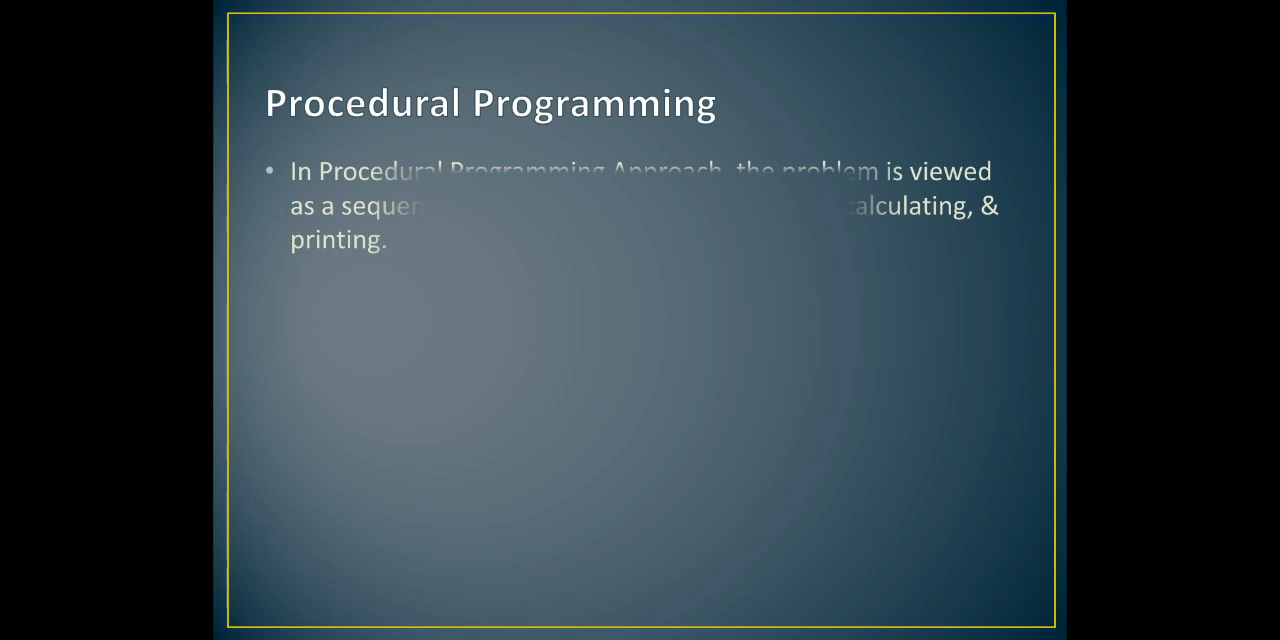 Procedural Programming
• In Procedural Programming Approach, the problem is viewed
as a calculating, &
printing.